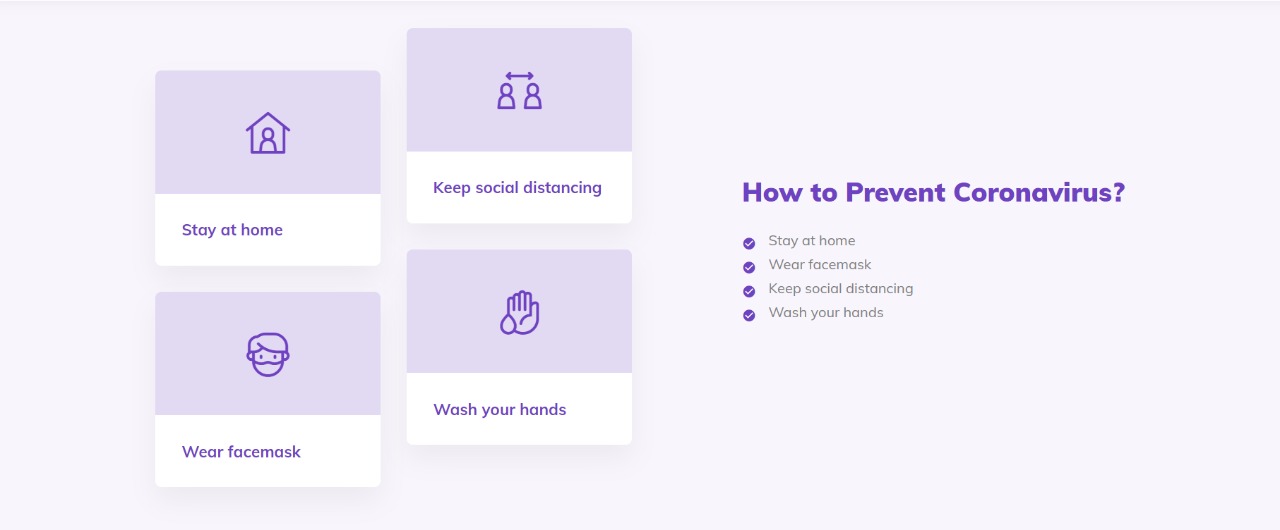 Stay at home
Wear facemask
Keep social distancing
Wash your hands
How to Prevent Coronavirus?
Stay at home
Wear facemask
Keep social distancing
Wash your hands